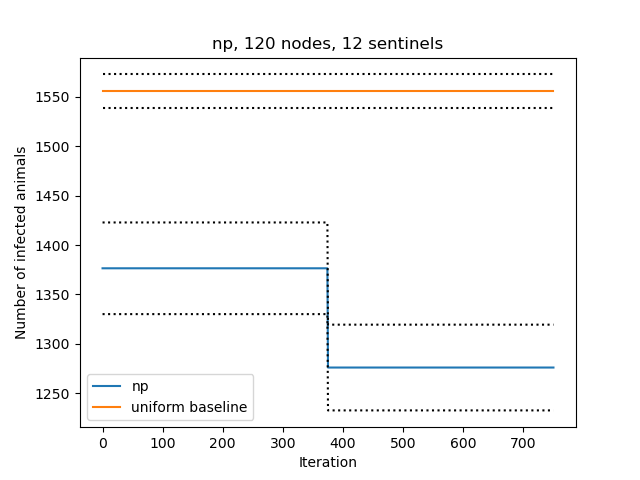 np, 120 nodes, 12 sentinels
1550
1500
1450
1400
1350
1300
1250
Number of infected animals
np
uniform baseline
0 100 200 300 400 500 600 700
Iteration